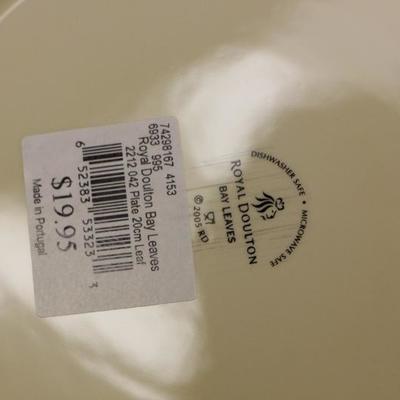 74298167 4153
6933 995
Royal Doulton Bay Leaves
2212 042 Plate 20cm Leaf
6 52383 53323 3
Made in Portugal
$19.95
DISHWASHER SAFE • MICROWAVE SAFE
ROYAL DOULTON
BAY LEAVES
© 2005 RD